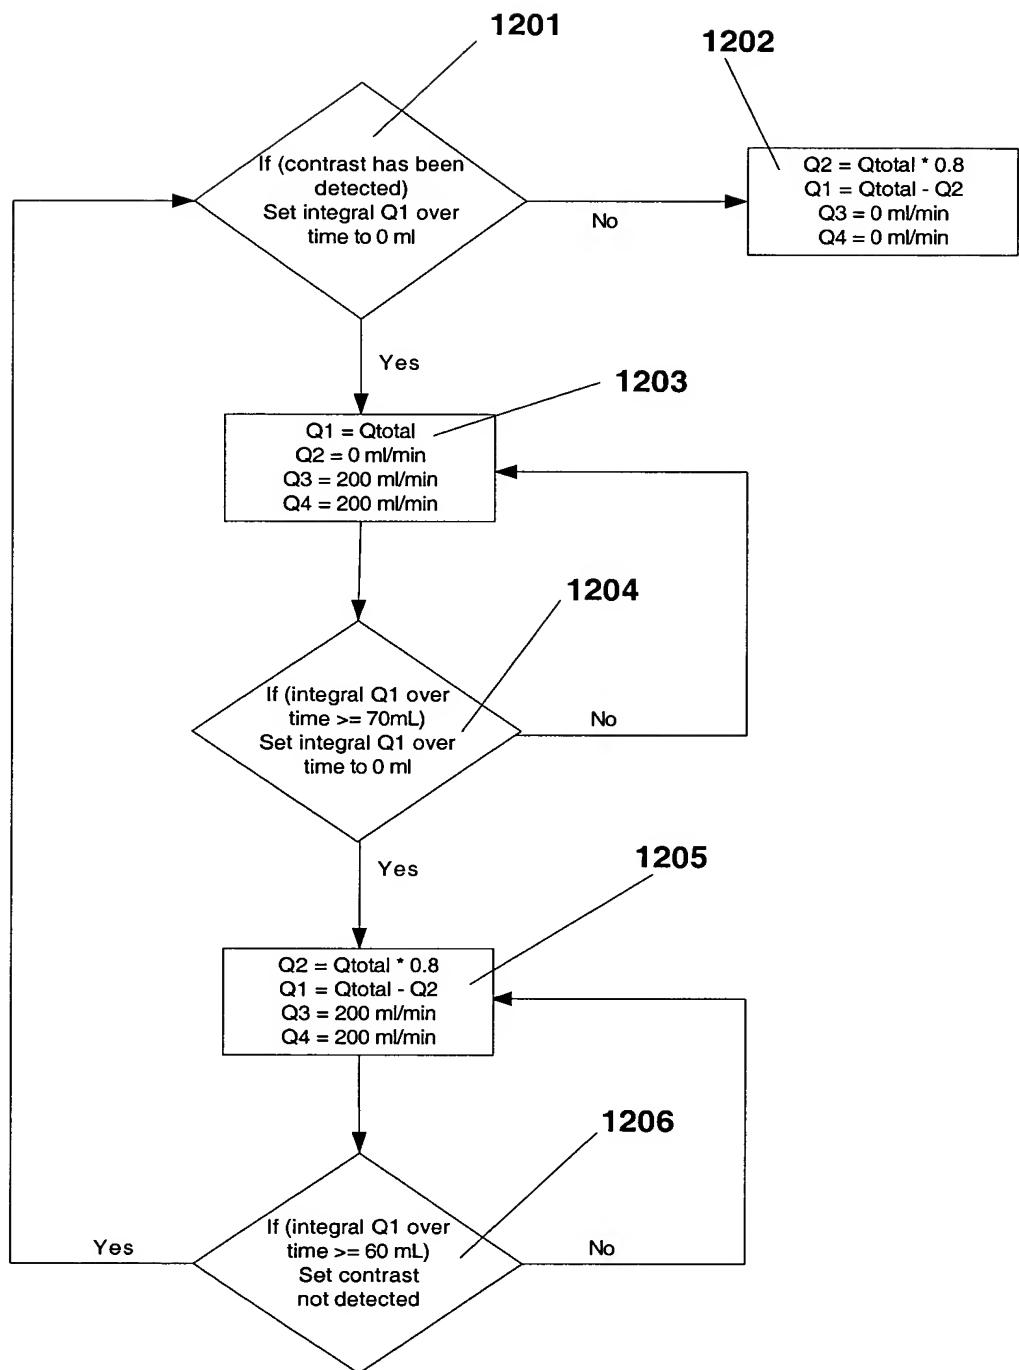 1201
1202
If (contrast has been
detected)
Set integral Q1 over
time to 0 ml
No
Q2 = Qtotal * 0.8
Q1 = Qtotal - Q2
Q3 = 0 ml/min
Q4 = 0 ml/min
Yes
1203
Q1 = Qtotal
Q2 = 0 ml/min
Q3 = 200 ml/min
Q4 = 200 ml/min
1204
If (integral Q1 over
time >= 70mL)
Set integral Q1 over
time to 0 ml
No
Yes
1205
Q2 = Qtotal * 0.8
Q1 = Qtotal - Q2
Q3 = 200 ml/min
Q4 = 200 ml/min
1206
If (integral Q1 over
time >= 60 mL)
Set contrast
not detected
Yes
No